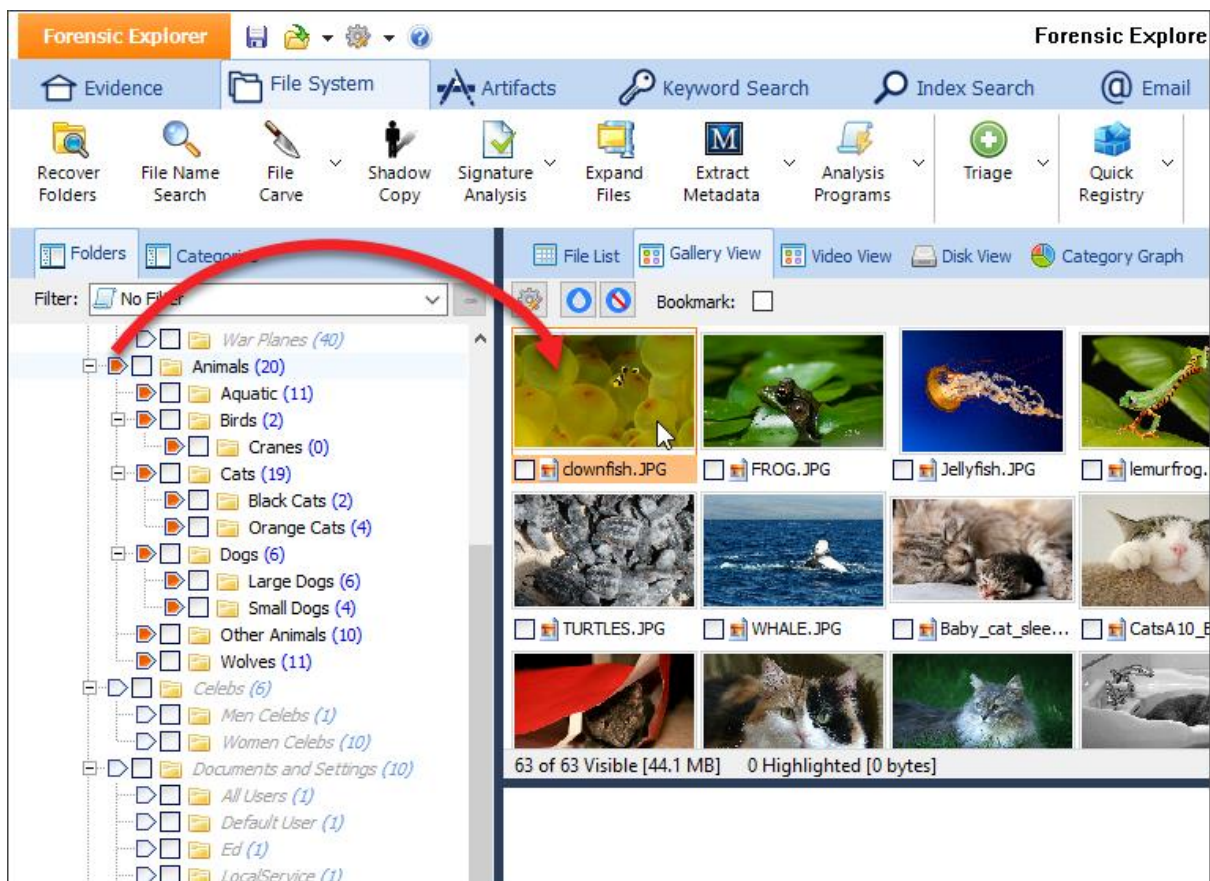 Forensic Explorer
Forensic Explore
Evidence
File System
Artifacts
Keyword Search
Index Search
Email
Recover Folders
File Name Search
File Carve
Shadow Copy
Signature Analysis
Expand Files
M
Extract Metadata
Analysis Programs
Triage
Quick Registry
Folders
File List
Gallery View
Video View
Disk View
Category Graph
Filter:
No
Bookmark:
War Planes (40)
Animals (20)
Aquatic (11)
Birds (2)
Cranes (0)
Cats (19)
Black Cats (2)
Orange Cats (4)
Dogs (6)
Large Dogs (6)
Small Dogs (4)
Other Animals (10)
Wolves (11)
Celebs (6)
Men Celebs (1)
Women Celebs (10)
Documents and Settings (10)
All Users (1)
Default User (1)
Ed (1)
LocalService (1)
clownfish.JPG
FROG.JPG
Jellyfish.JPG
lemurfrog.
TURTLES.JPG
WHALE.JPG
Baby_cat_slee...
CatsA10_
63 of 63 Visible [44.1 MB] 0 Highlighted [0 bytes]